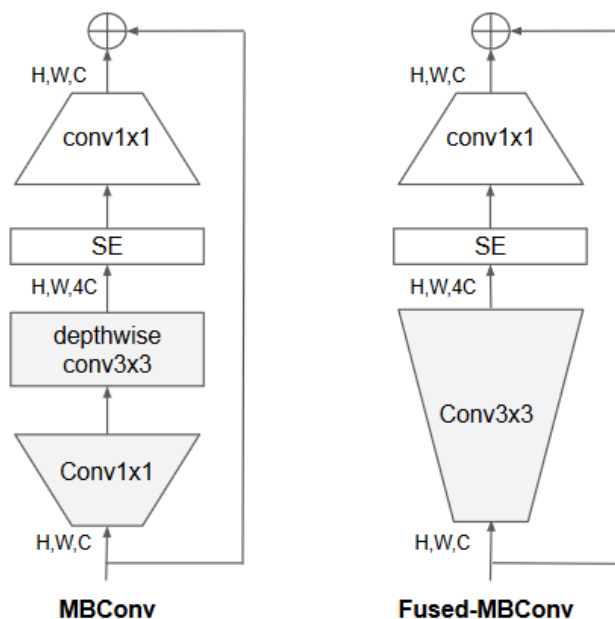 H,W,C
conv1x1
SE
H,W,4C
depthwise
conv3x3
Conv1x1
H,W,C
MBConv
H,W,C
conv1x1
SE
H,W,4C
Conv3x3
H,W,C
Fused-MBConv